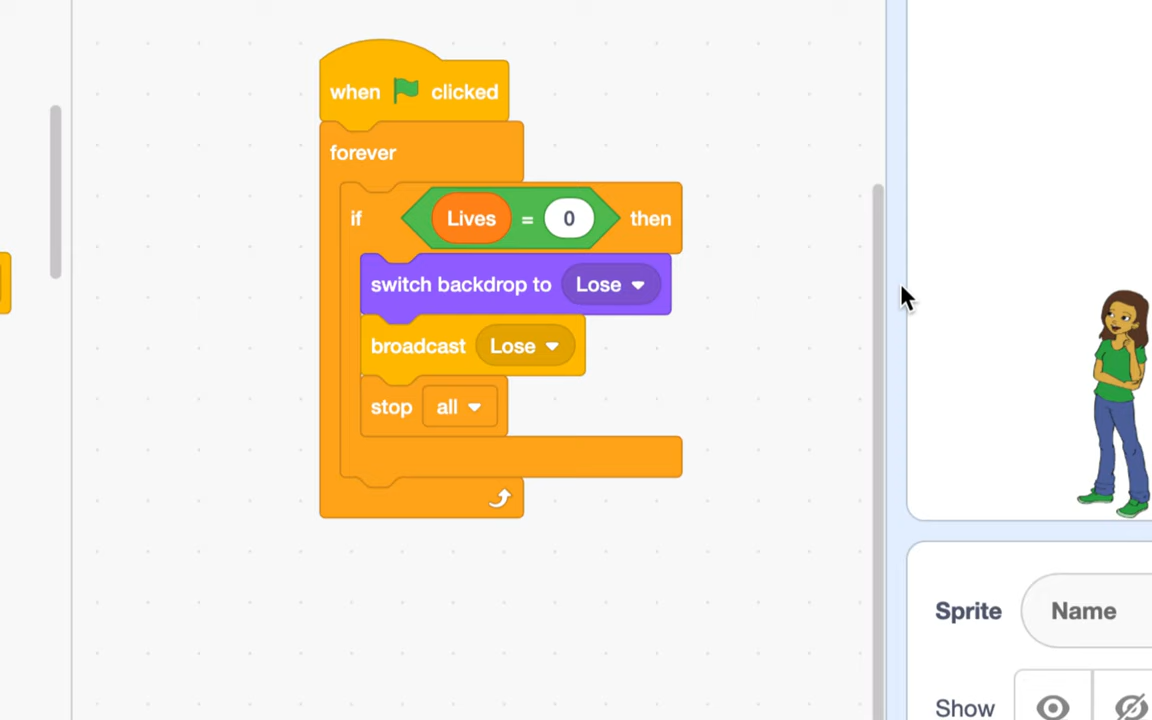 when clicked
forever
if Lives = 0 then
switch backdrop to Lose
broadcast Lose
stop all
Sprite Name
Show